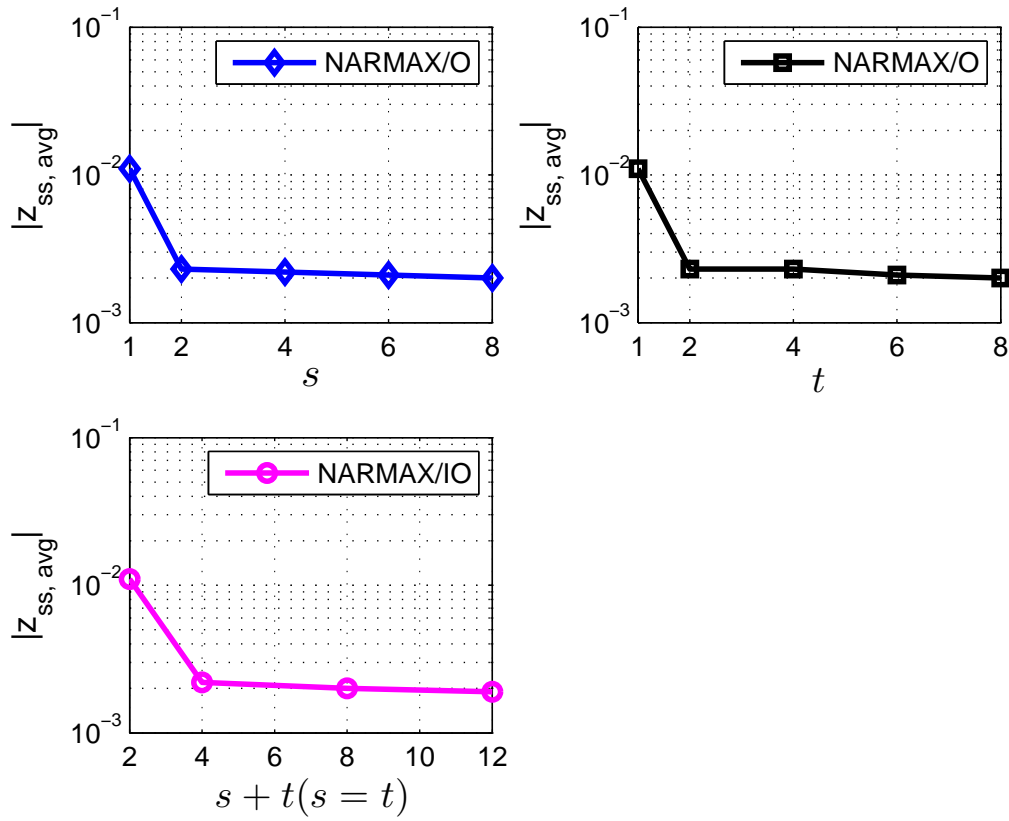 10⁻¹
NARMAX/O
|z_ss, avg|
10⁻²
10⁻³
1 2 4 6 8
s
10⁻¹
NARMAX/O
|z_ss, avg|
10⁻²
10⁻³
1 2 4 6 8
t
10⁻¹
NARMAX/IO
|z_ss, avg|
10⁻²
10⁻³
2 4 6 8 10 12
s + t(s = t)